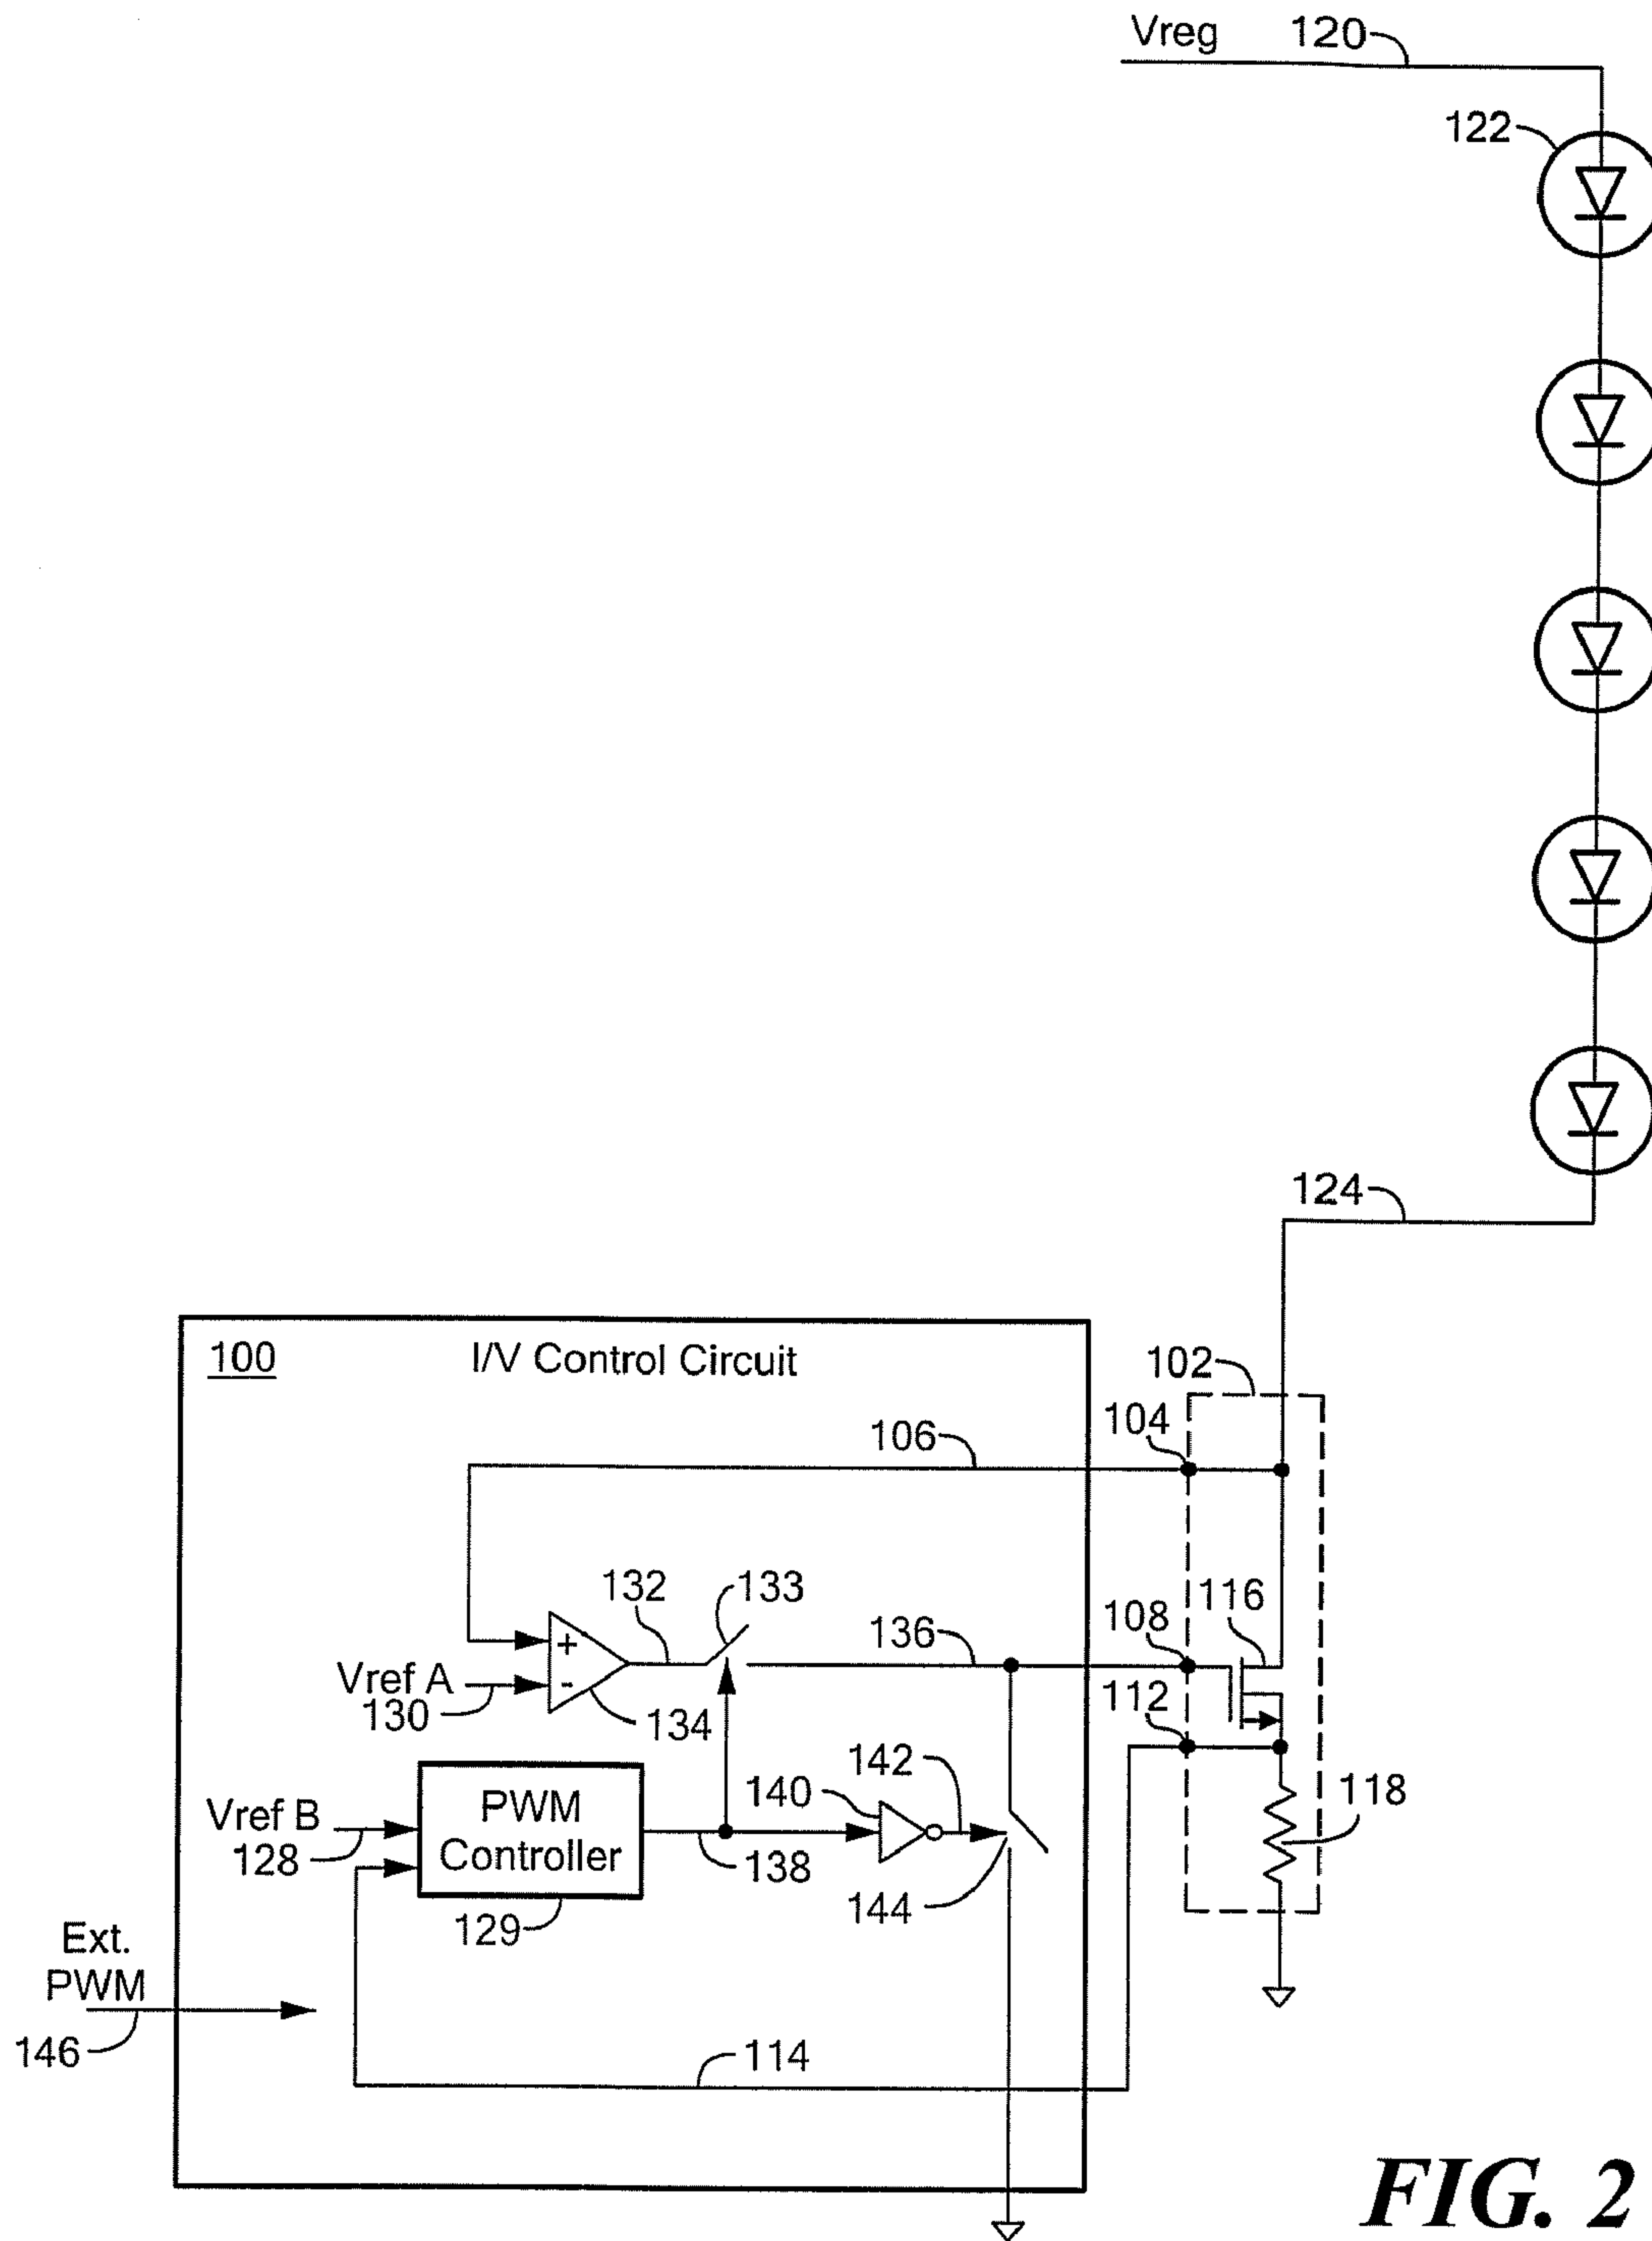 Vreg 120
122
124
100 I/V Control Circuit
102
104
106
132
133
116
108
136
+
Vref A
-
130
134
112
142
140
PWM
Controller
118
Vref B
128
138
129
144
Ext.
PWM
146
114
FIG. 2